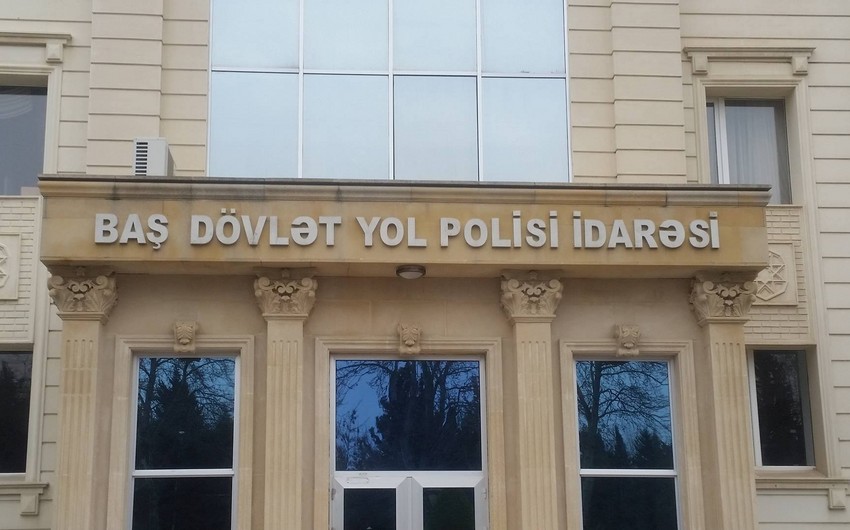 BAŞ DÖVLƏT YOL POLİSİ İDARƏSİ